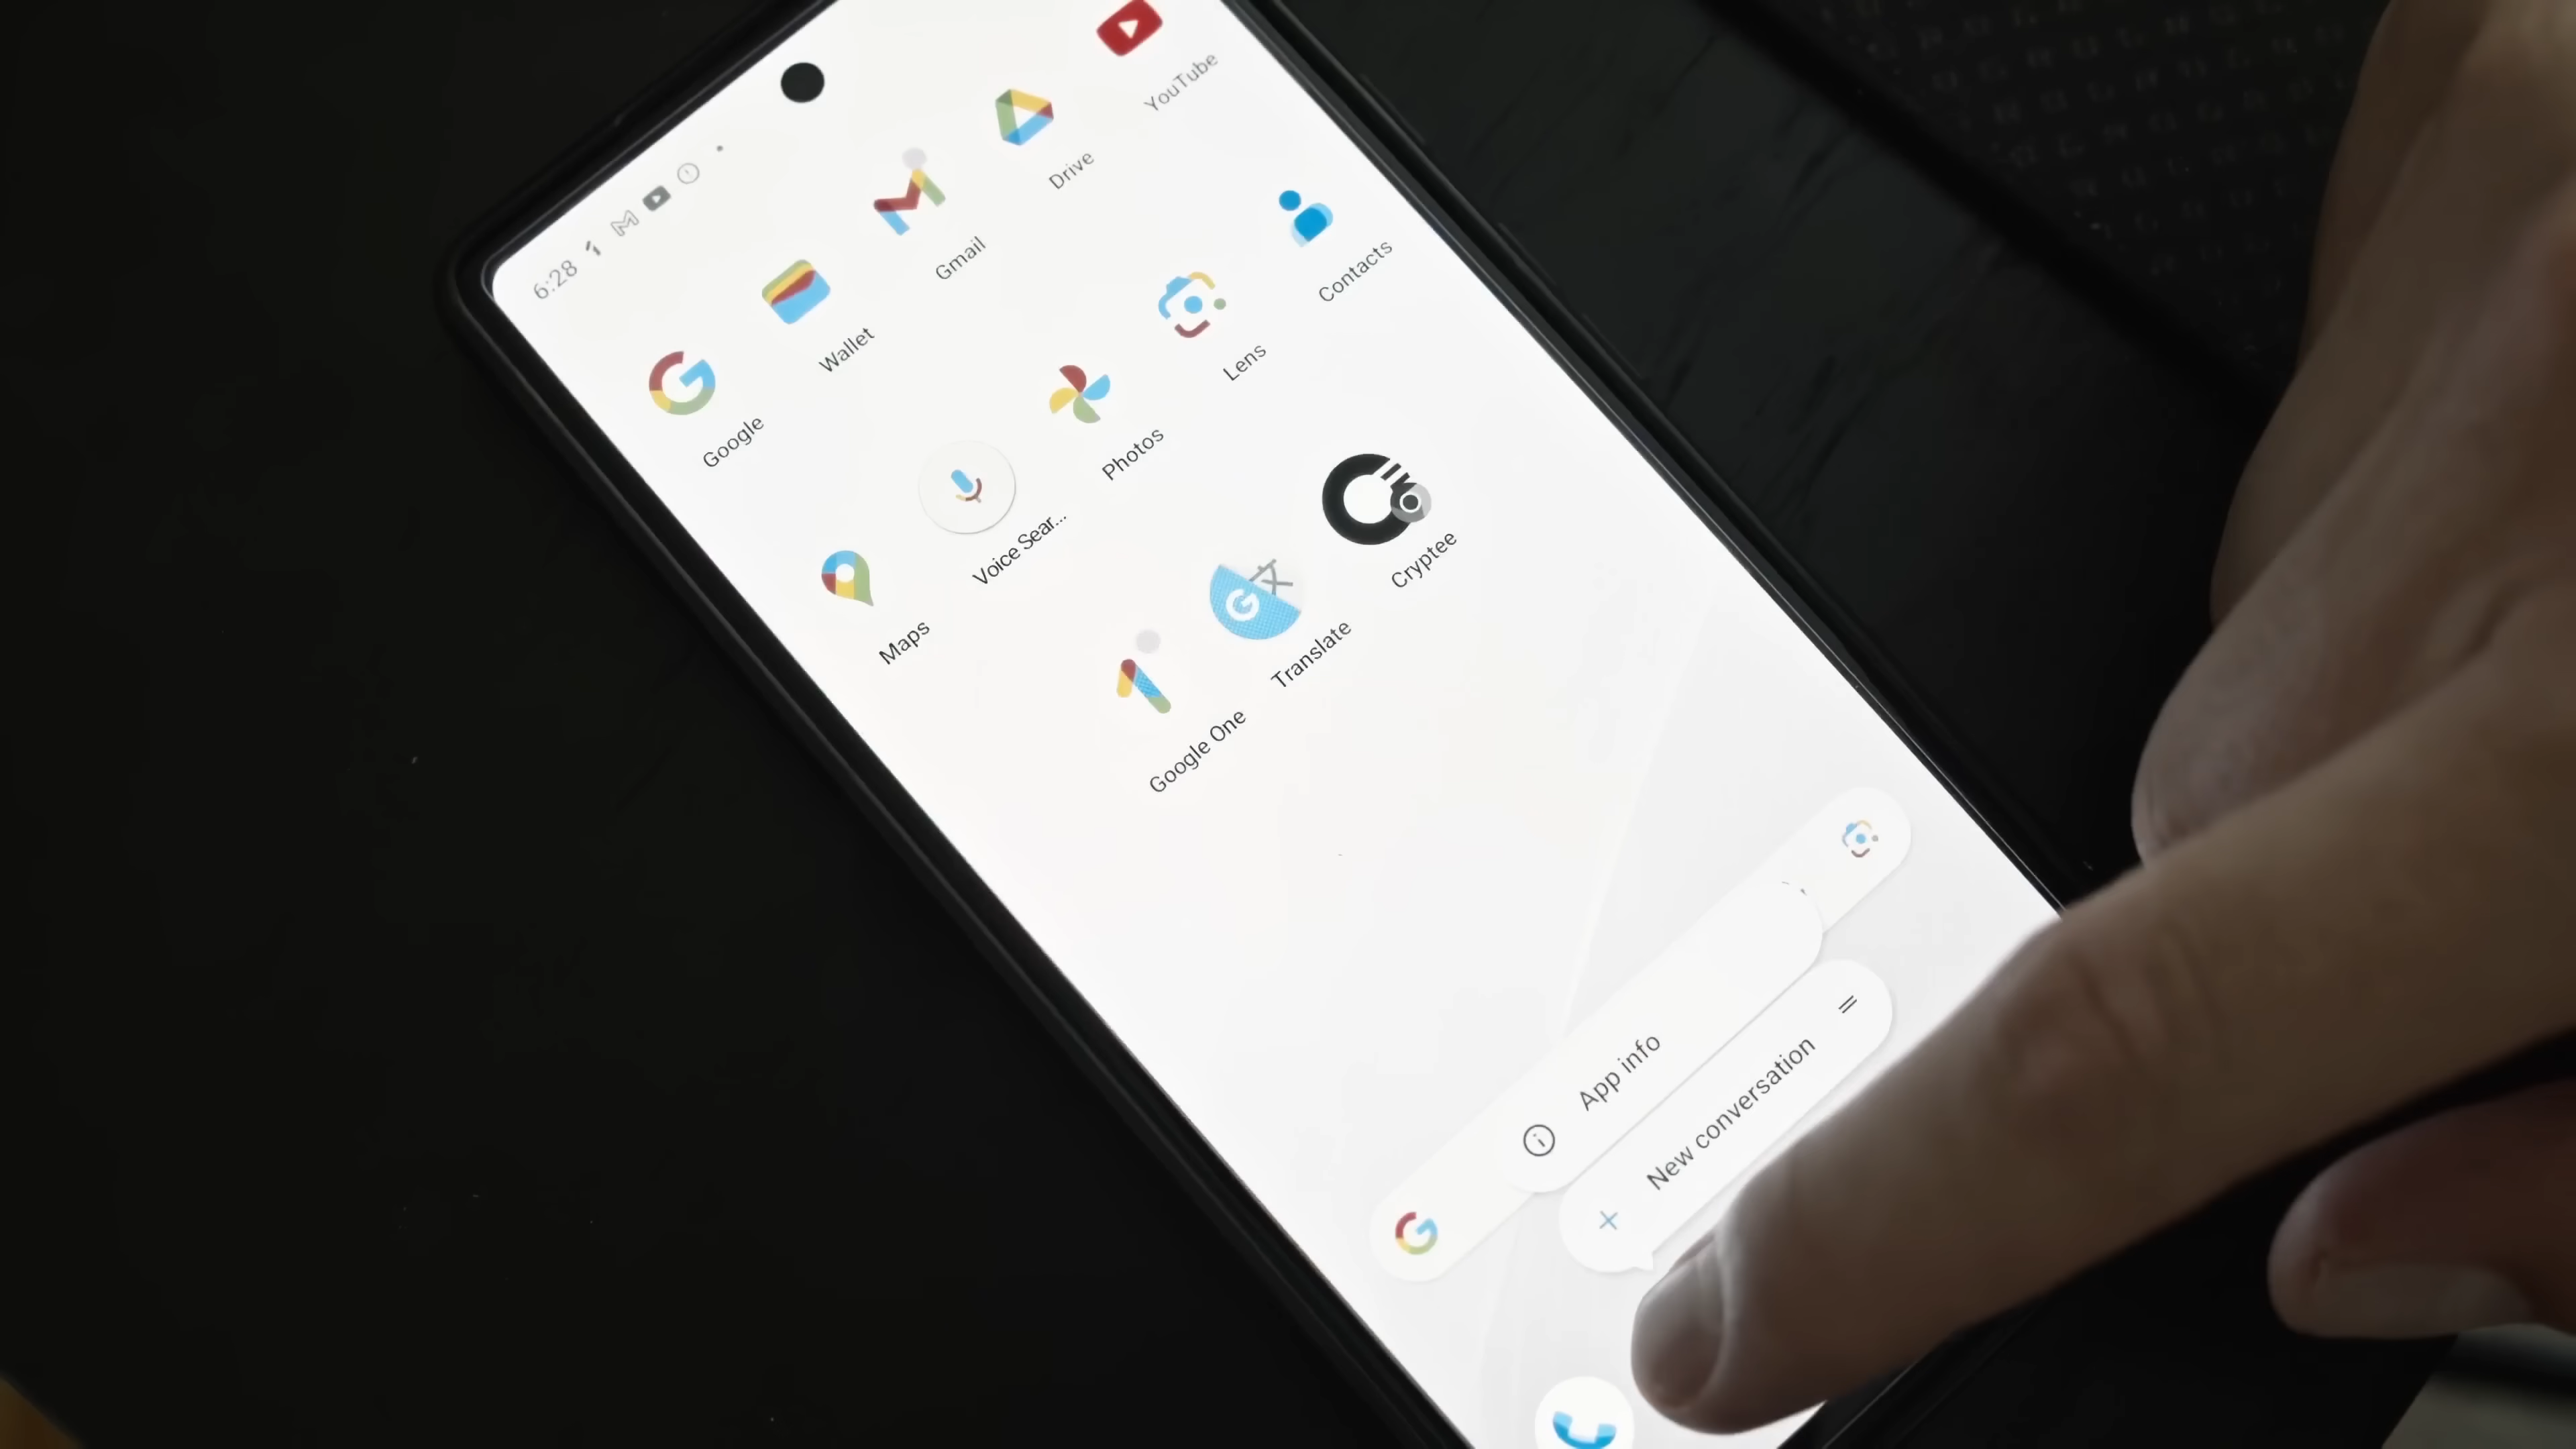 6:28
Google
Wallet
Gmail
Drive
YouTube
Maps
Voice Sear...
Photos
Lens
Contacts
Google One
Translate
Cryptee
App info
New conversation